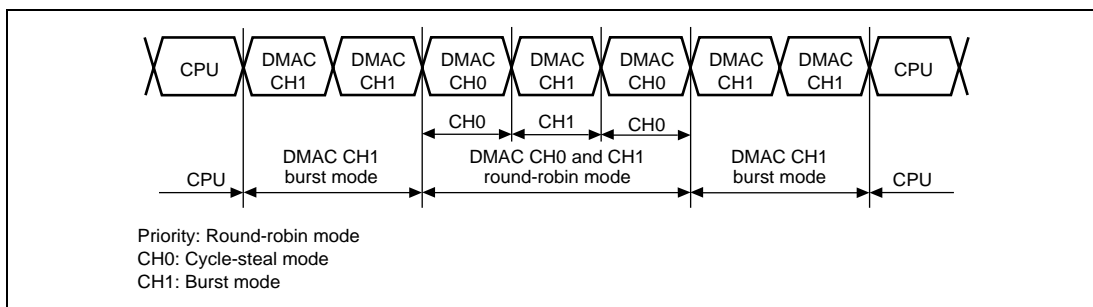 CPU DMAC CH1 DMAC CH1 DMAC CH0 DMAC CH1 DMAC CH0 DMAC CH1 DMAC CH1 CPU
CH0 CH1 CH0
CPU DMAC CH1 burst mode DMAC CH0 and CH1 round-robin mode DMAC CH1 burst mode CPU
Priority: Round-robin mode
CH0: Cycle-steal mode
CH1: Burst mode